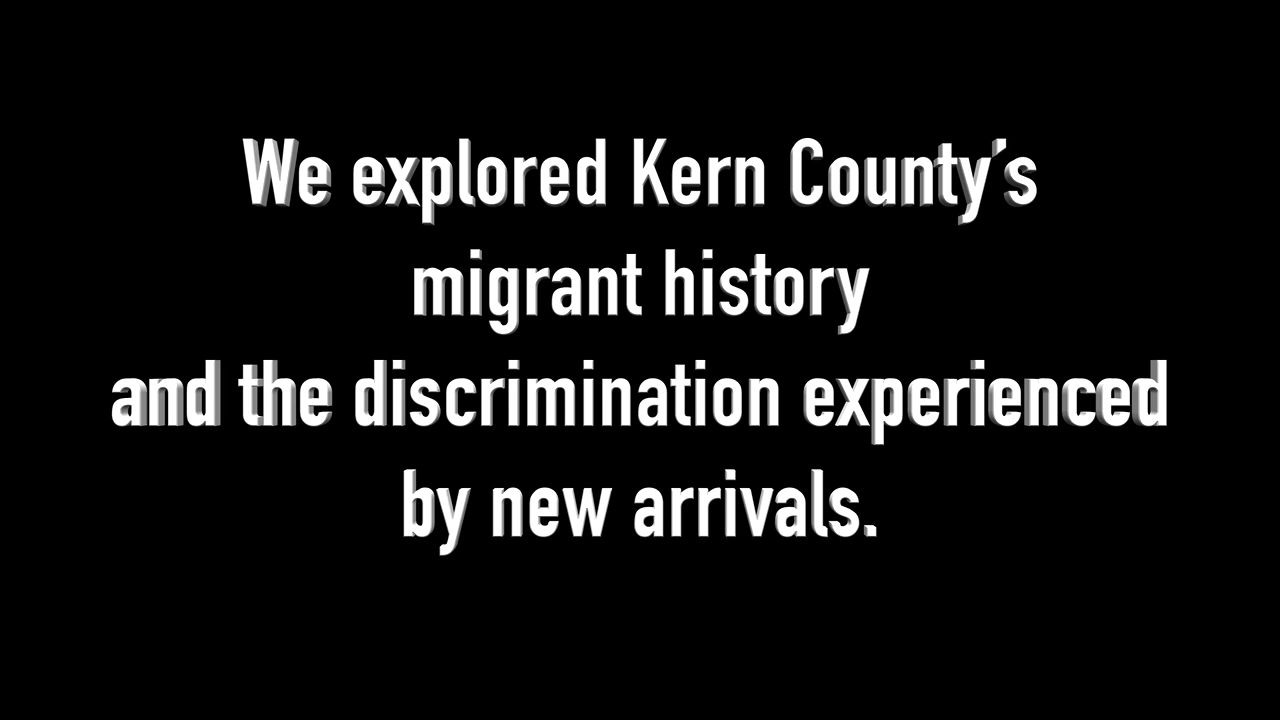 We explored Kern County's
migrant history
and the discrimination experienced
by new arrivals.